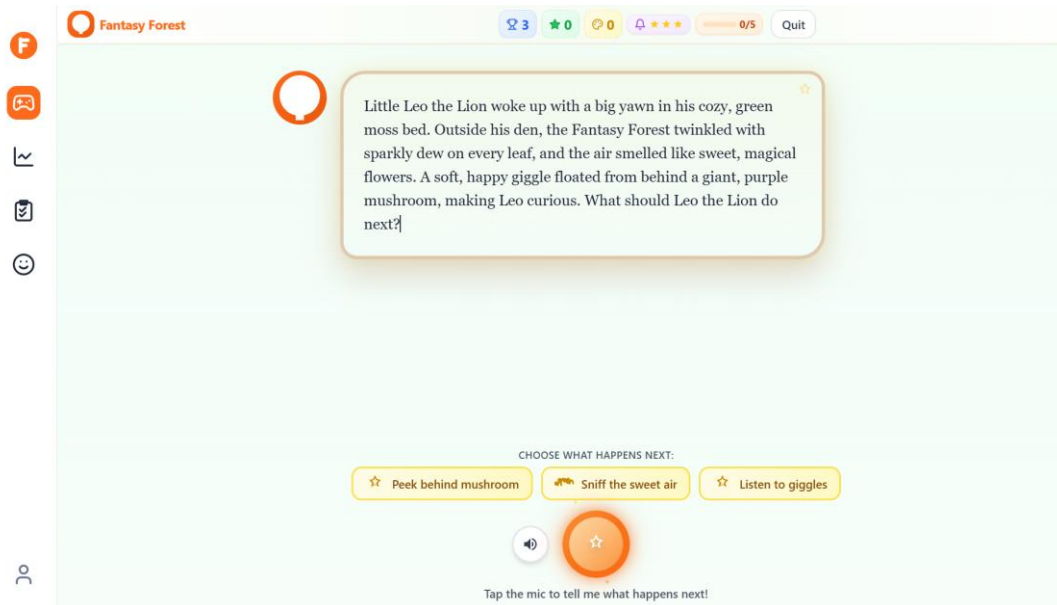 Fantasy Forest
3
0
0
0/5
Quit
F
Little Leo the Lion woke up with a big yawn in his cozy, green
moss bed. Outside his den, the Fantasy Forest twinkled with
sparkly dew on every leaf, and the air smelled like sweet, magical
flowers. A soft, happy giggle floated from behind a giant, purple
mushroom, making Leo curious. What should Leo the Lion do
next?
CHOOSE WHAT HAPPENS NEXT:
Peek behind mushroom
Sniff the sweet air
Listen to giggles
Tap the mic to tell me what happens next!